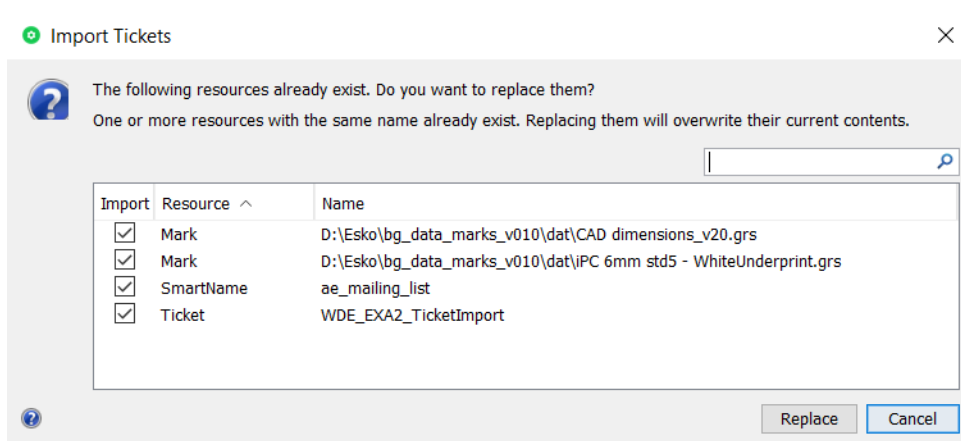 Import Tickets
The following resources already exist. Do you want to replace them?
One or more resources with the same name already exist. Replacing them will overwrite their current contents.
Import Resource Name
Mark D:\Esko\bg_data_marks_v010\dat\CAD dimensions_v20.grs
Mark D:\Esko\bg_data_marks_v010\dat\iPC 6mm std5 - WhiteUnderprint.grs
SmartName ae_mailing_list
Ticket WDE_EXA2_TicketImport
Replace Cancel